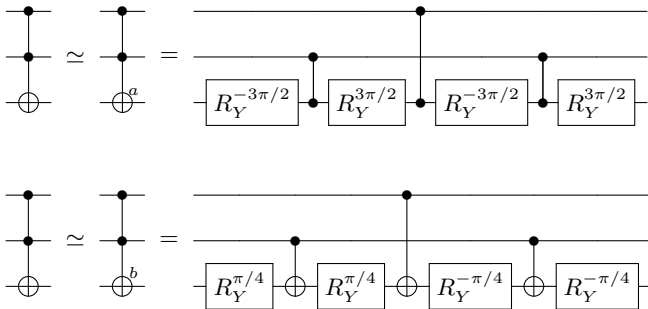 ≃ a =
R_Y^{-3π/2} R_Y^{3π/2} R_Y^{-3π/2} R_Y^{3π/2}
≃ b =
R_Y^{π/4} R_Y^{π/4} R_Y^{-π/4} R_Y^{-π/4}